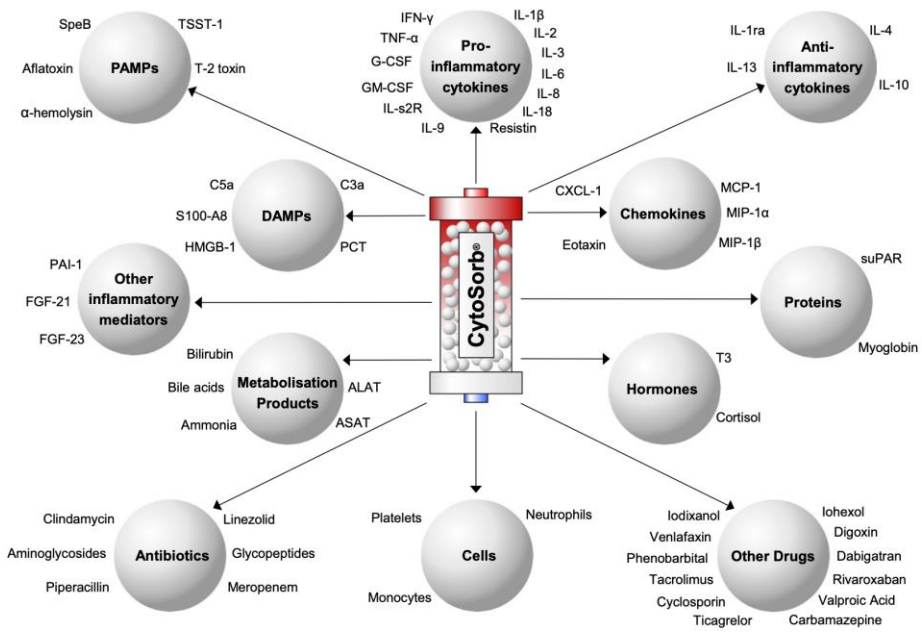 SpeB
TSST-1
PAMPs
Aflatoxin
T-2 toxin
α-hemolysin
IFN-γ
IL-1β
TNF-α
IL-2
Pro-
inflammatory
cytokines
G-CSF
IL-3
GM-CSF
IL-6
IL-s2R
IL-8
IL-9
IL-18
Resistin
IL-1ra
IL-4
Anti-
inflammatory
cytokines
IL-13
IL-10
C5a
C3a
DAMPs
S100-A8
HMGB-1
PCT
CXCL-1
MCP-1
Chemokines
MIP-1α
Eotaxin
MIP-1β
PAI-1
Other
inflammatory
mediators
FGF-21
FGF-23
CytoSorb®
suPAR
Proteins
Myoglobin
Bilirubin
Metabolisation
Products
Bile acids
ALAT
Ammonia
ASAT
T3
Hormones
Cortisol
Clindamycin
Linezolid
Aminoglycosides
Antibiotics
Glycopeptides
Piperacillin
Meropenem
Platelets
Neutrophils
Cells
Monocytes
Iodixanol
Iohexol
Venlafaxin
Digoxin
Phenobarbital
Other Drugs
Dabigatran
Tacrolimus
Rivaroxaban
Cyclosporin
Valproic Acid
Ticagrelor
Carbamazepine